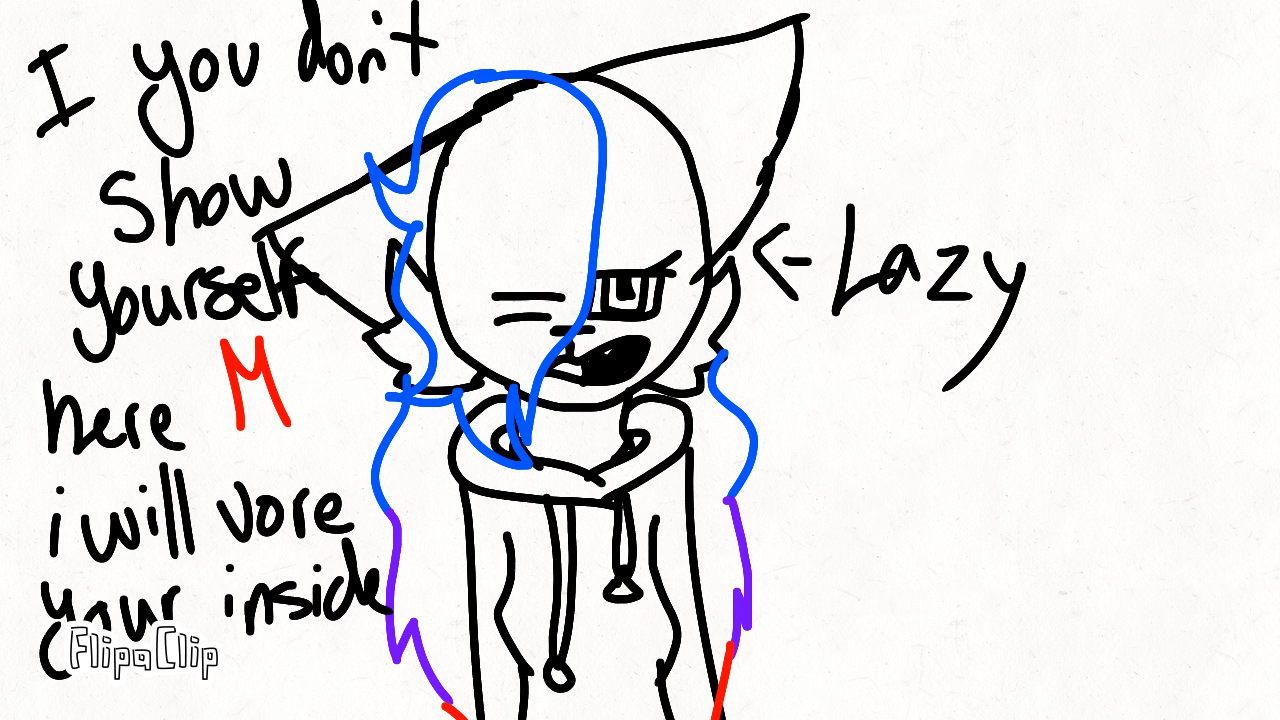 I you don't
show
yourself
M
here
i will vore
your inside
<- Lazy
FlipaClip